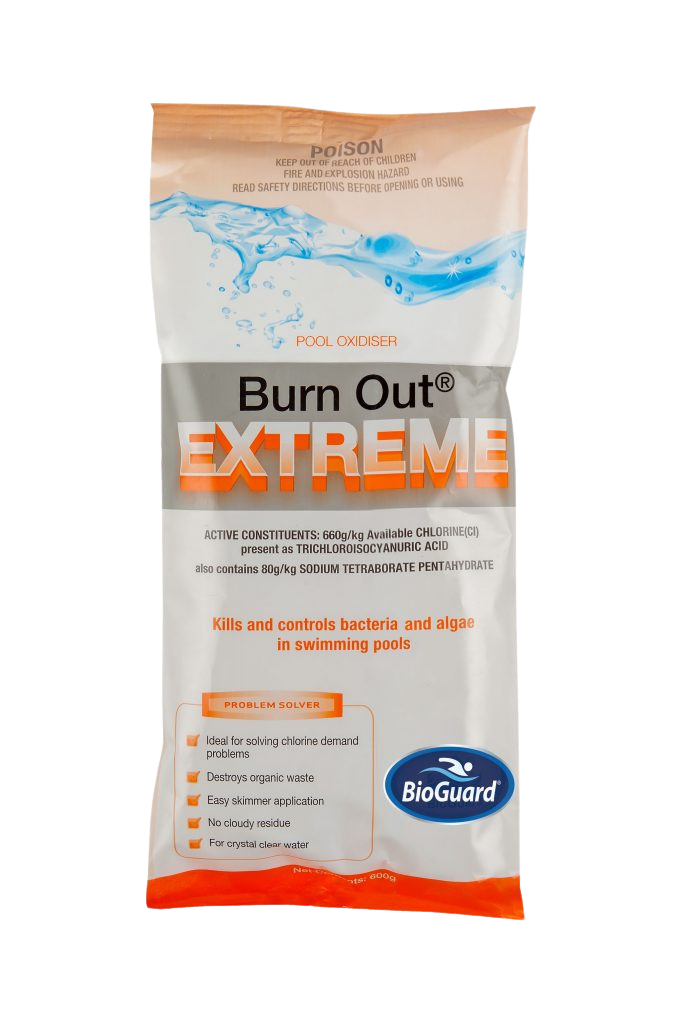 POISON
KEEP OUT OF REACH OF CHILDREN
FIRE AND EXPLOSION HAZARD
READ SAFETY DIRECTIONS BEFORE OPENING OR USING
POOL OXIDISER
Burn Out®
EXTREME
ACTIVE CONSTITUENTS: 660g/kg Available CHLORINE(Cl)
present as TRICHLOROISOCYANURIC ACID
also contains 80g/kg SODIUM TETRABORATE PENTAHYDRATE
Kills and controls bacteria and algae
in swimming pools
PROBLEM SOLVER
Ideal for solving chlorine demand
problems
Destroys organic waste
Easy skimmer application
No cloudy residue
For crystal clear water
BioGuard®
Net 600g